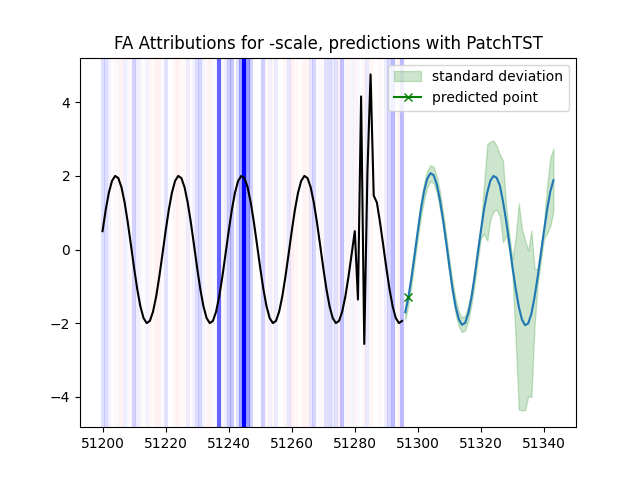 FA Attributions for -scale, predictions with PatchTST
standard deviation
predicted point
4
2
0
−2
−4
51200 51220 51240 51260 51280 51300 51320 51340